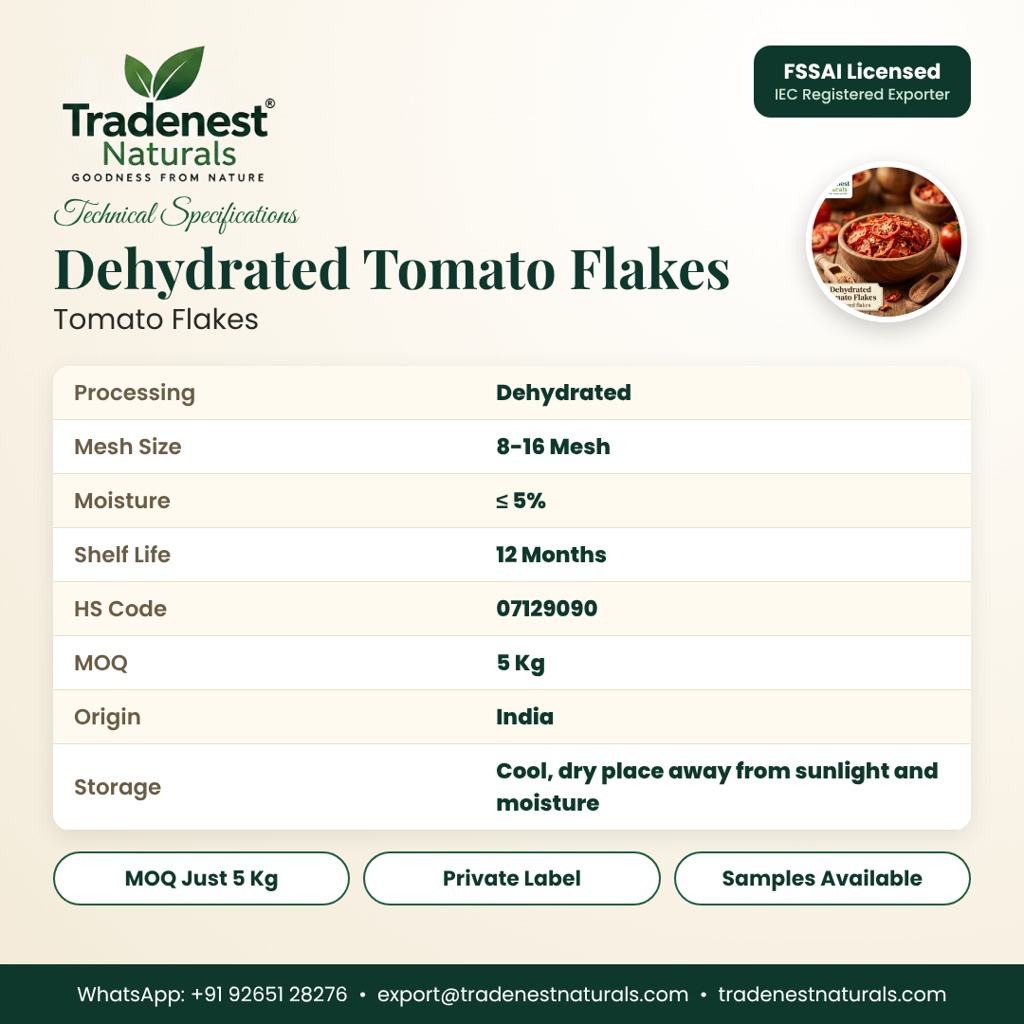 Tradenest®
Naturals
GOODNESS FROM NATURE
FSSAI Licensed
IEC Registered Exporter
Technical Specifications
Dehydrated Tomato Flakes
Tomato Flakes
Dehydrated
Flakes
Processing Dehydrated
Mesh Size 8-16 Mesh
Moisture ≤ 5%
Shelf Life 12 Months
HS Code 07129090
MOQ 5 Kg
Origin India
Storage Cool, dry place away from sunlight and
moisture
MOQ Just 5 Kg
Private Label
Samples Available
WhatsApp: +91 92651 28276 • export@tradenestnaturals.com • tradenestnaturals.com